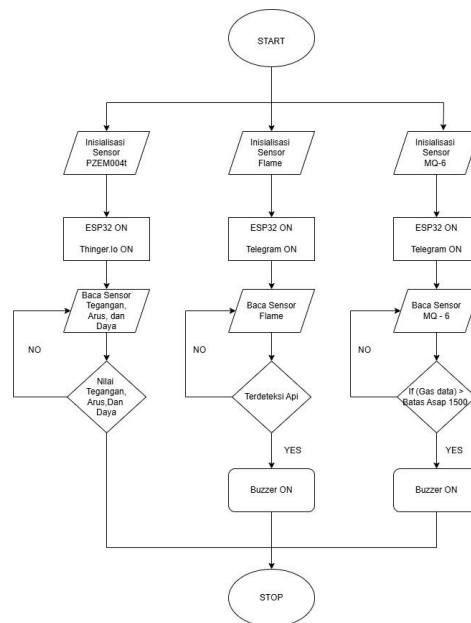 START
Inisialisasi
Sensor
PZEM004t
Inisialisasi
Sensor
Flame
Inisialisasi
Sensor
MQ-6
ESP32 ON
Thinger.Io ON
ESP32 ON
Telegram ON
ESP32 ON
Telegram ON
Baca Sensor
Tegangan,
Arus, dan
Daya
Baca Sensor
Flame
Baca Sensor
MQ - 6
NO
NO
NO
Nilai
Tegangan,
Arus,Dan
Daya
Terdeteksi Api
If (Gas data) >
Batas Asap 1500
YES
YES
Buzzer ON
Buzzer ON
STOP